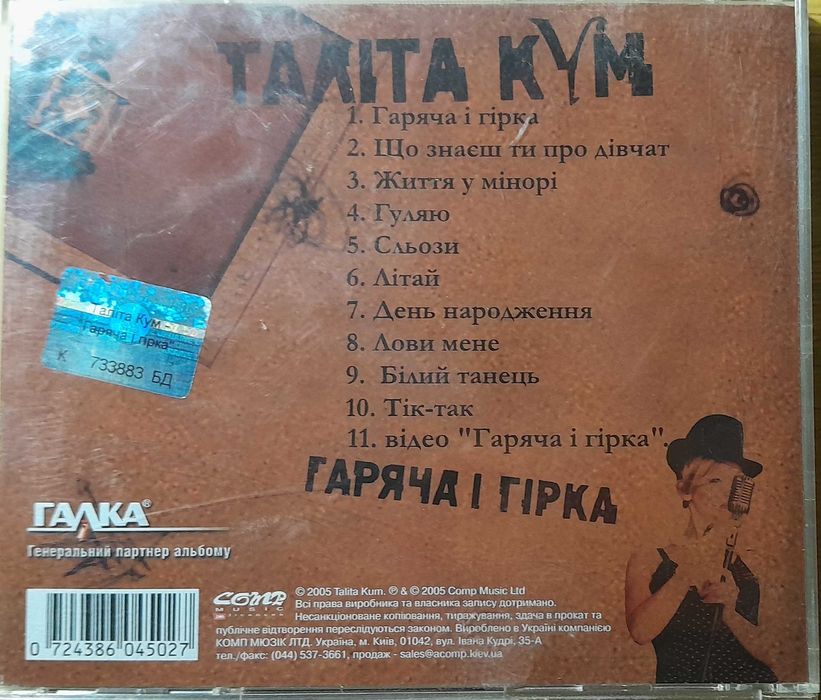 ТАЛІТА КУМ
1. Гаряча і гірка
2. Що знаєш ти про дівчат
3. Життя у мінорі
4. Гуляю
5. Сльози
6. Літай
7. День народження
8. Лови мене
9. Білий танець
10. Тік-так
11. відео "Гаряча і гірка".
ГАРЯЧА І ГІРКА
Таліта Кум -
"Гаряча і гірка"
К 733883 БД
ГАЛКА®
Генеральний партнер альбому
0 724386 045027
COMP
MUSIC
© 2005 Talita Kum. ℗ & © 2005 Comp Music Ltd
Всі права виробника та власника запису дотримано.
Несанкціоноване копіювання, тиражування, здача в прокат та
публічне відтворення переслідуються законом. Вироблено в Україні компанією
КОМП МЮЗІК ЛТД. Україна, м. Київ, 01042, вул. Івана Кудрі, 35-А
тел./факс: (044) 537-3661, продаж - sales@acomp.kiev.ua